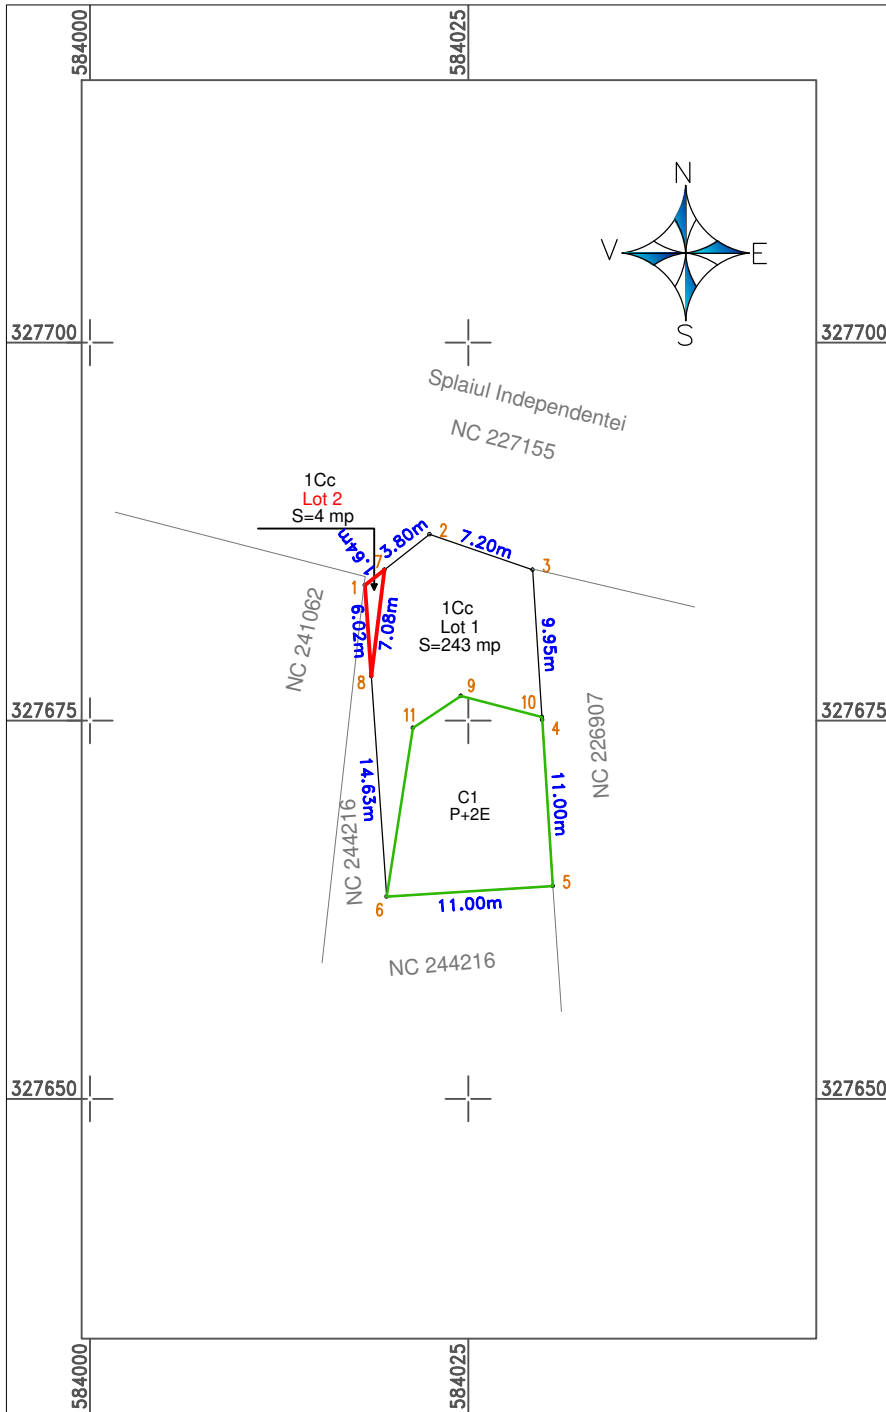 584000
584025
N
V
E
S
327700
327700
Splaiul Independentei
NC 227155
1Cc
Lot 2
S=4 mp
1.64m
3.80m
2
7.20m
7
3
1
6.02m
7.08m
1Cc
Lot 1
S=243 mp
9.95m
NC 241062
8
9
10
327675
327675
11
4
NC 226907
14.63m
11.00m
C1
P+2E
NC 244216
5
6
11.00m
NC 244216
327650
327650
584000
584025